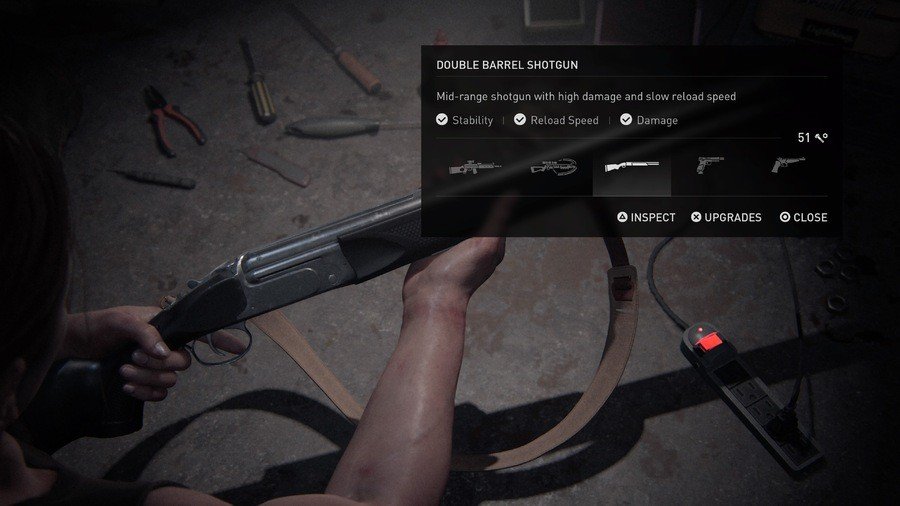 DOUBLE BARREL SHOTGUN
Mid-range shotgun with high damage and slow reload speed
Stability | Reload Speed | Damage
51
INSPECT UPGRADES CLOSE